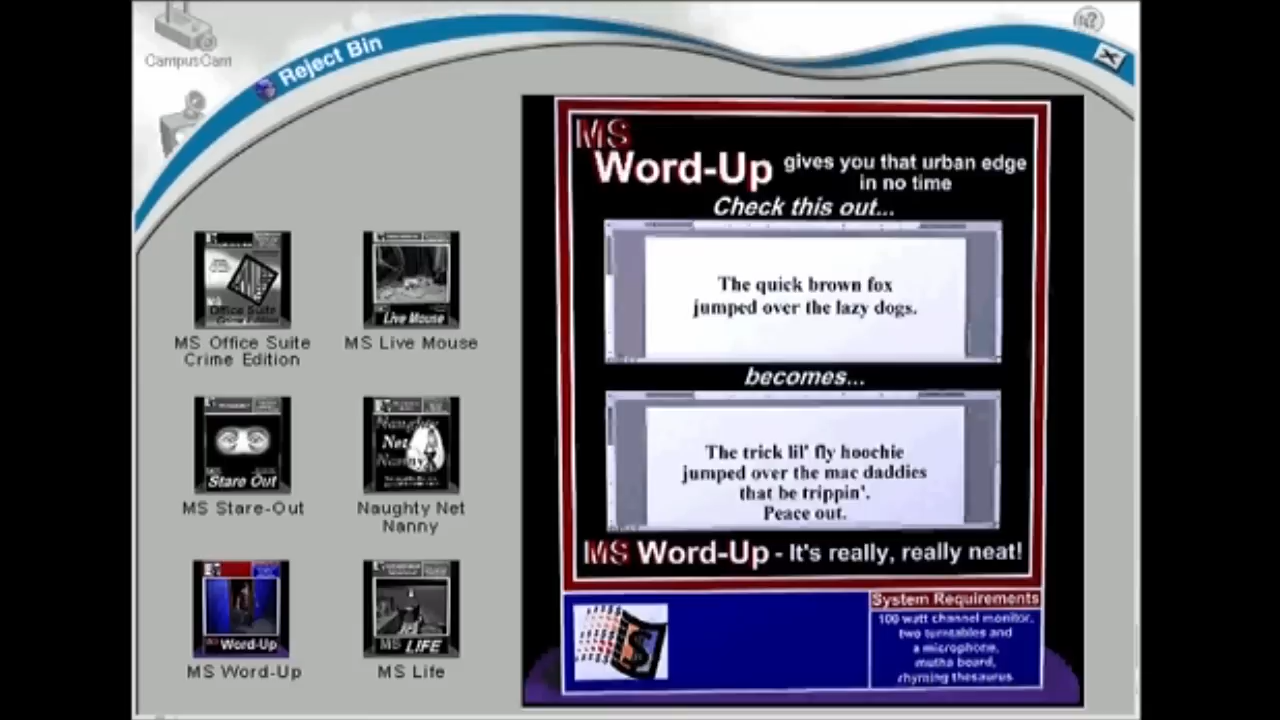 CampusCam
Reject Bin
MS Office Suite
Crime Edition
MS Live Mouse
Stare Out
Live Mouse
MS Stare-Out
Naughty
Net
Nanny
Naughty Net
Nanny
Word-Up
MS LIFE
MS Word-Up
MS Life
MS
Word-Up gives you that urban edge
in no time
Check this out...
The quick brown fox
jumped over the lazy dogs.
becomes...
The trick lil' fly hoochie
jumped over the mac daddies
that be trippin'.
Peace out.
MS Word-Up - It's really, really neat!
System Requirements
100 watt channel monitor,
two turntables and
a microphone,
mutha board,
rhyming thesaurus